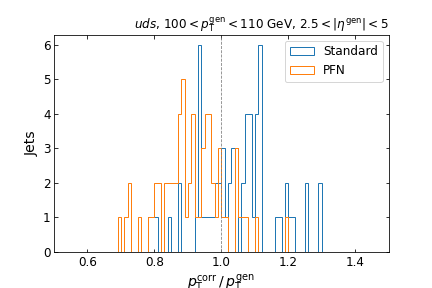 uds, 100 < p_T^gen < 110 GeV, 2.5 < |η^gen| < 5
Standard
PFN
Jets
6
5
4
3
2
1
0
0.6 0.8 1.0 1.2 1.4
p_T^corr / p_T^gen